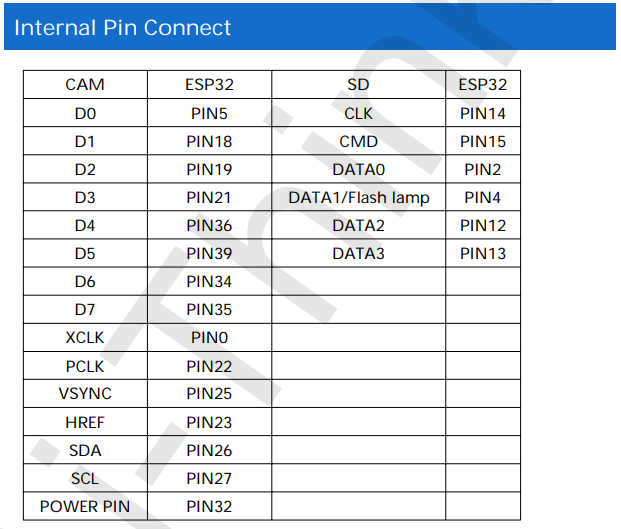 Internal Pin Connect
CAM ESP32 SD ESP32
D0 PIN5 CLK PIN14
D1 PIN18 CMD PIN15
D2 PIN19 DATA0 PIN2
D3 PIN21 DATA1/Flash lamp PIN4
D4 PIN36 DATA2 PIN12
D5 PIN39 DATA3 PIN13
D6 PIN34
D7 PIN35
XCLK PIN0
PCLK PIN22
VSYNC PIN25
HREF PIN23
SDA PIN26
SCL PIN27
POWER PIN PIN32
i-Think